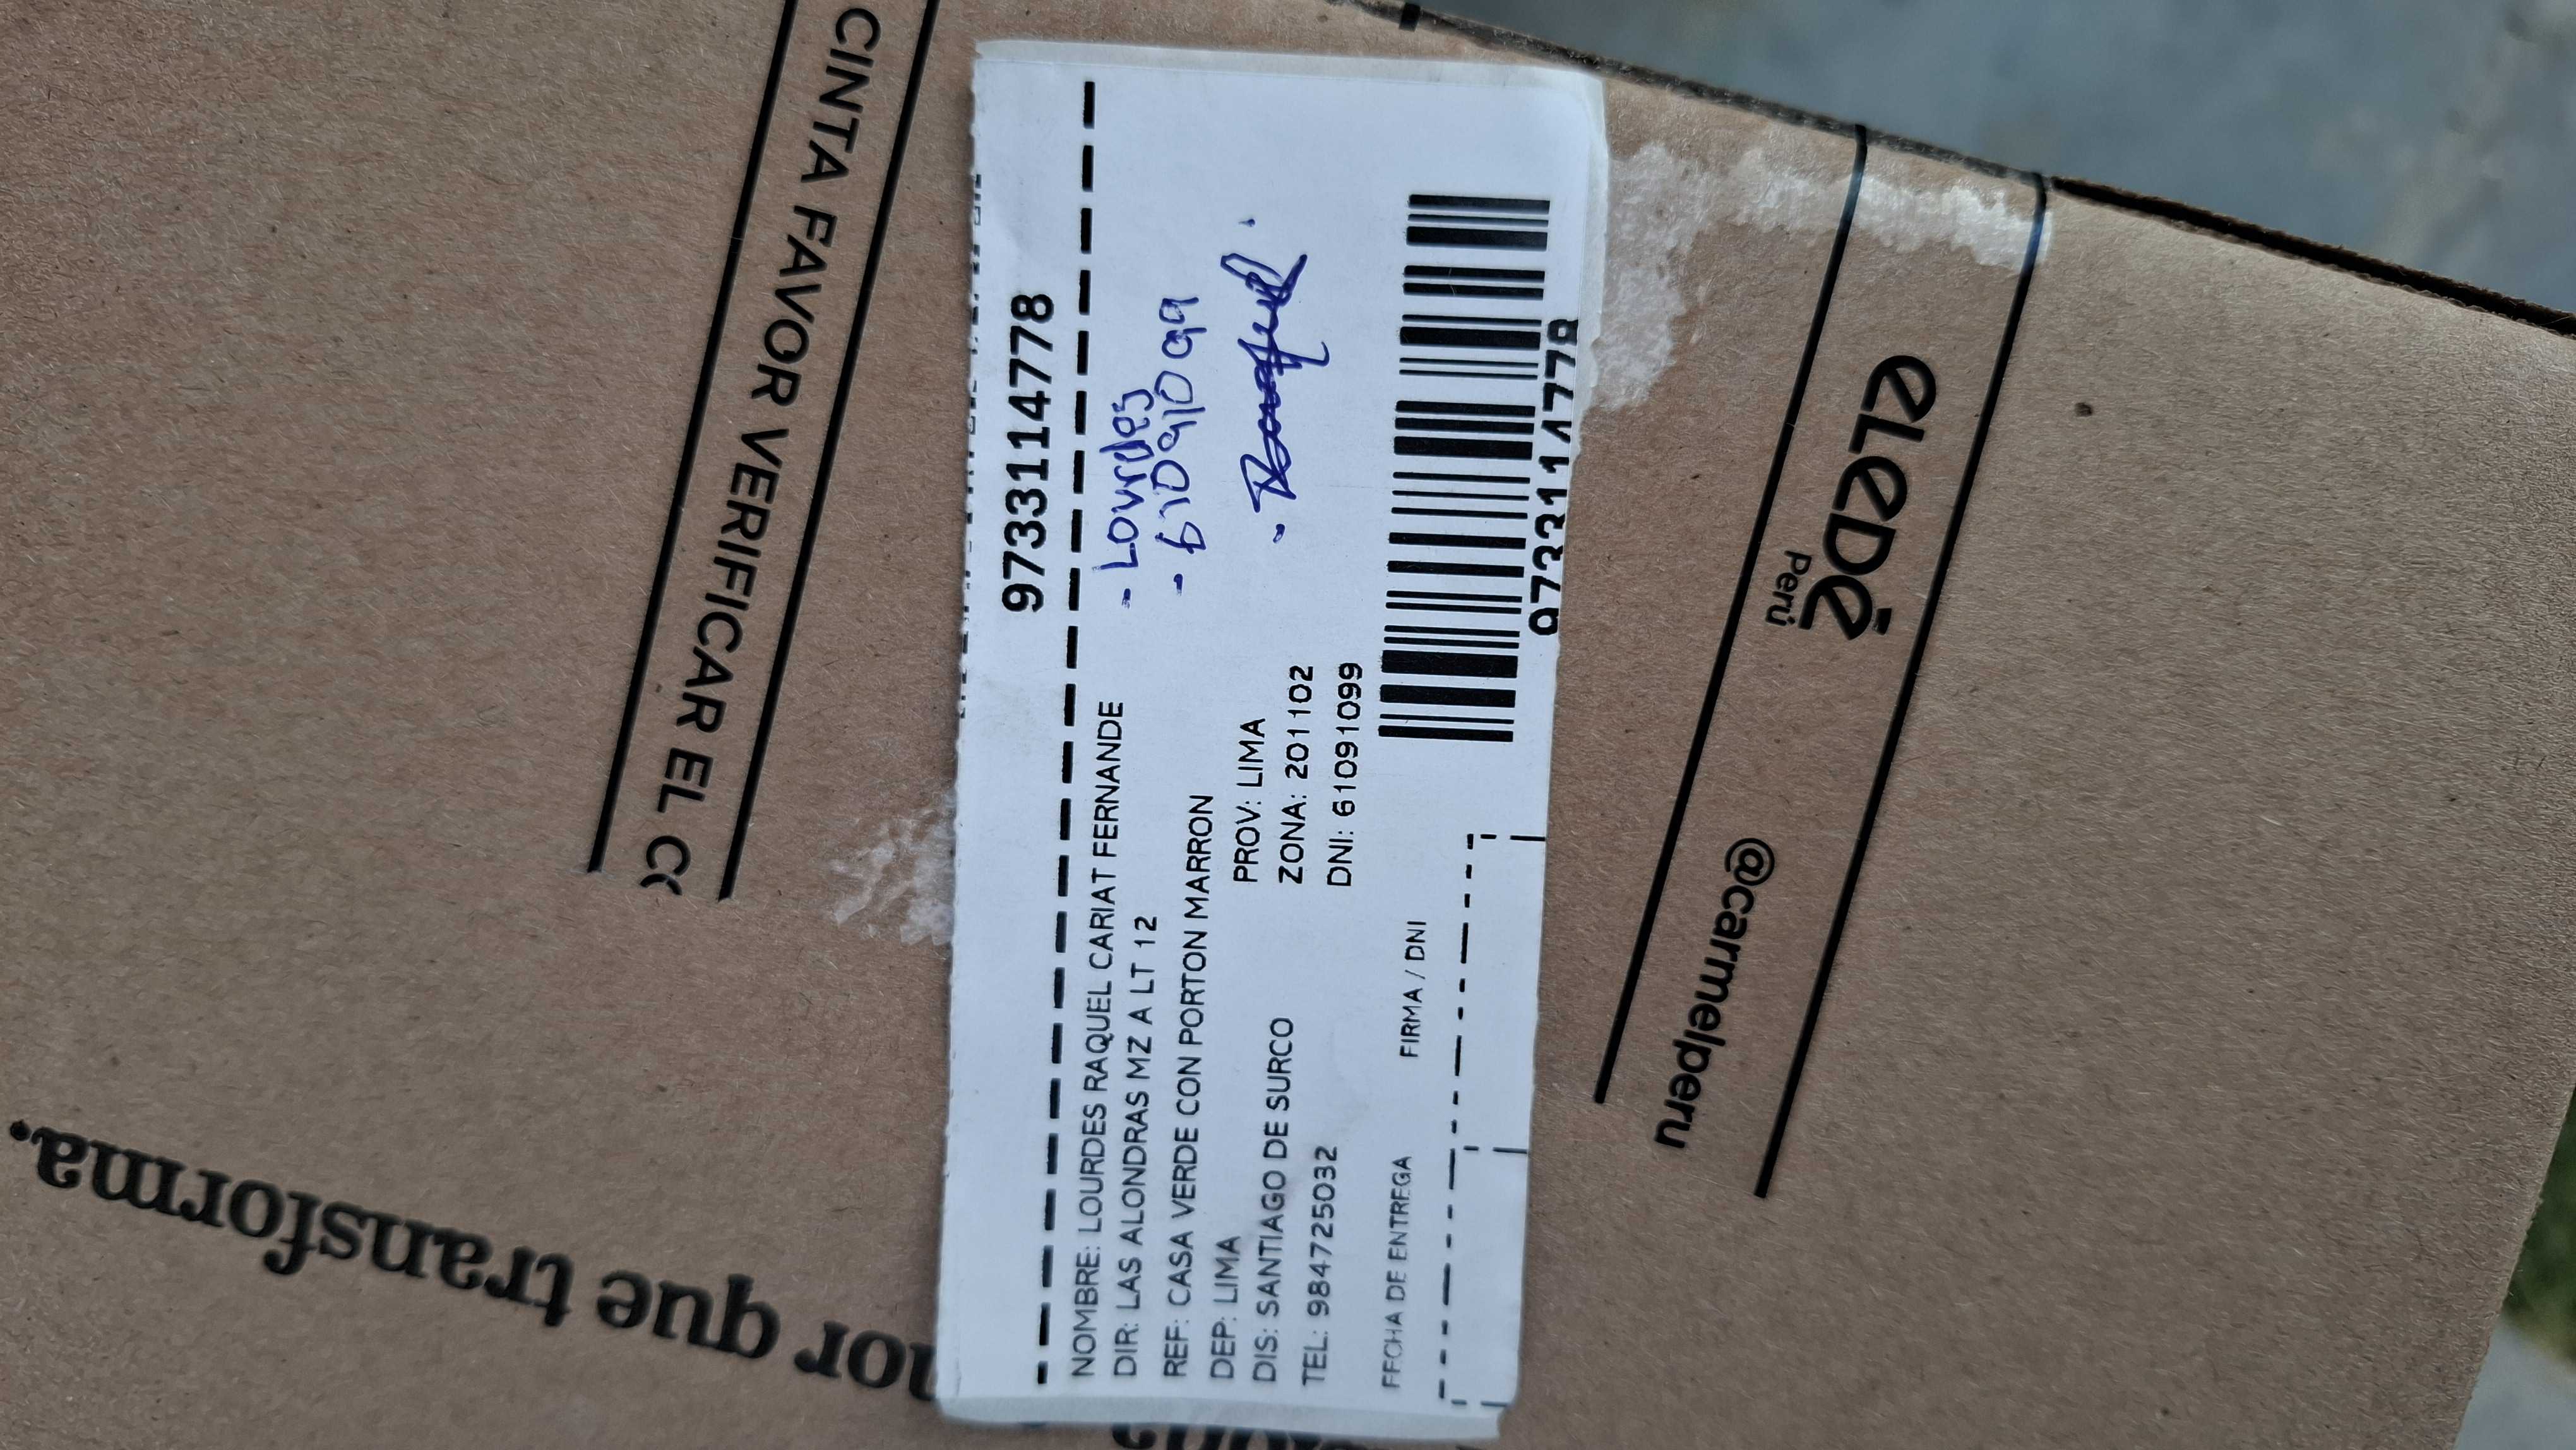 CINTA FAVOR VERIFICAR EL
9733114778
- Lourdes
- 61091099
NOMBRE: LOURDES RAQUEL CARIAT FERNANDE
DIR: LAS ALONDRAS MZ A LT 12
REF: CASA VERDE CON PORTON MARRON
DEP: LIMA PROV: LIMA
DIS: SANTIAGO DE SURCO ZONA: 201102
TEL: 984725032 DNI: 61091099
FECHA DE ENTREGA FIRMA / DNI
9733114778
eLeDé
Perú
@carmelperu
que transforma.